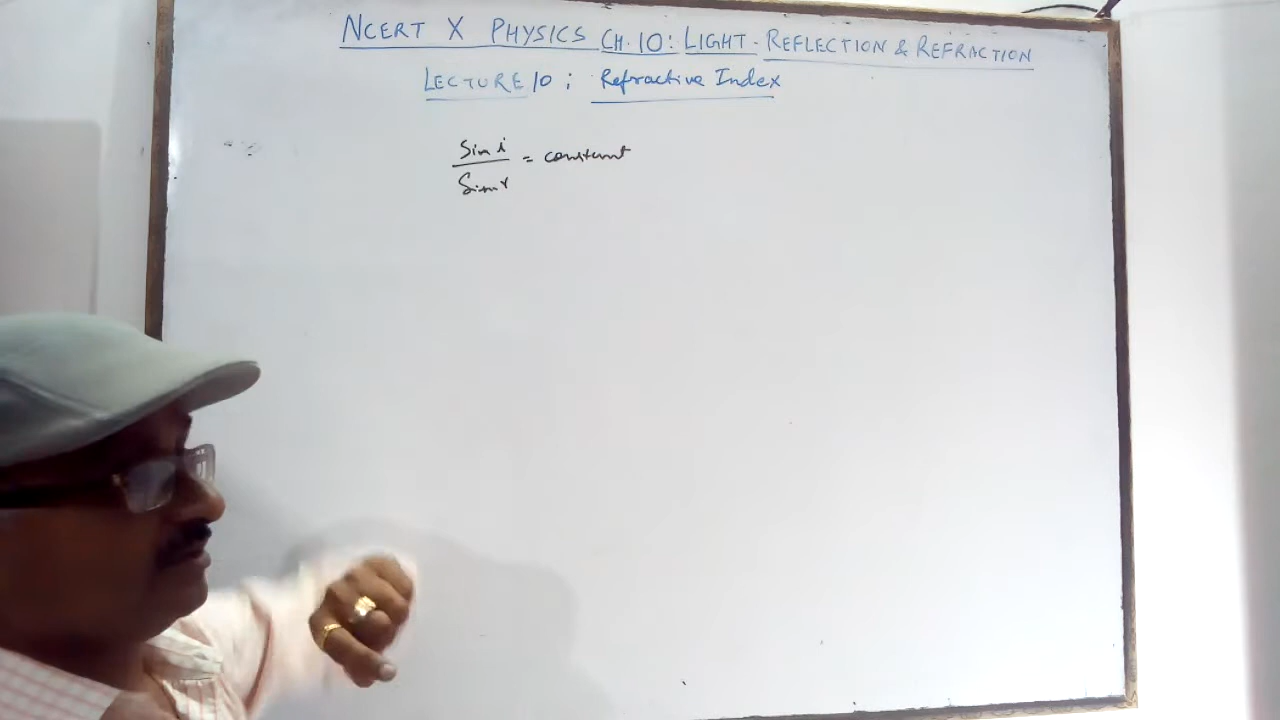 NCERT X PHYSICS CH.10: LIGHT - REFLECTION & REFRACTION
LECTURE 10 : Refractive Index
Sin i
= constant
Sin r